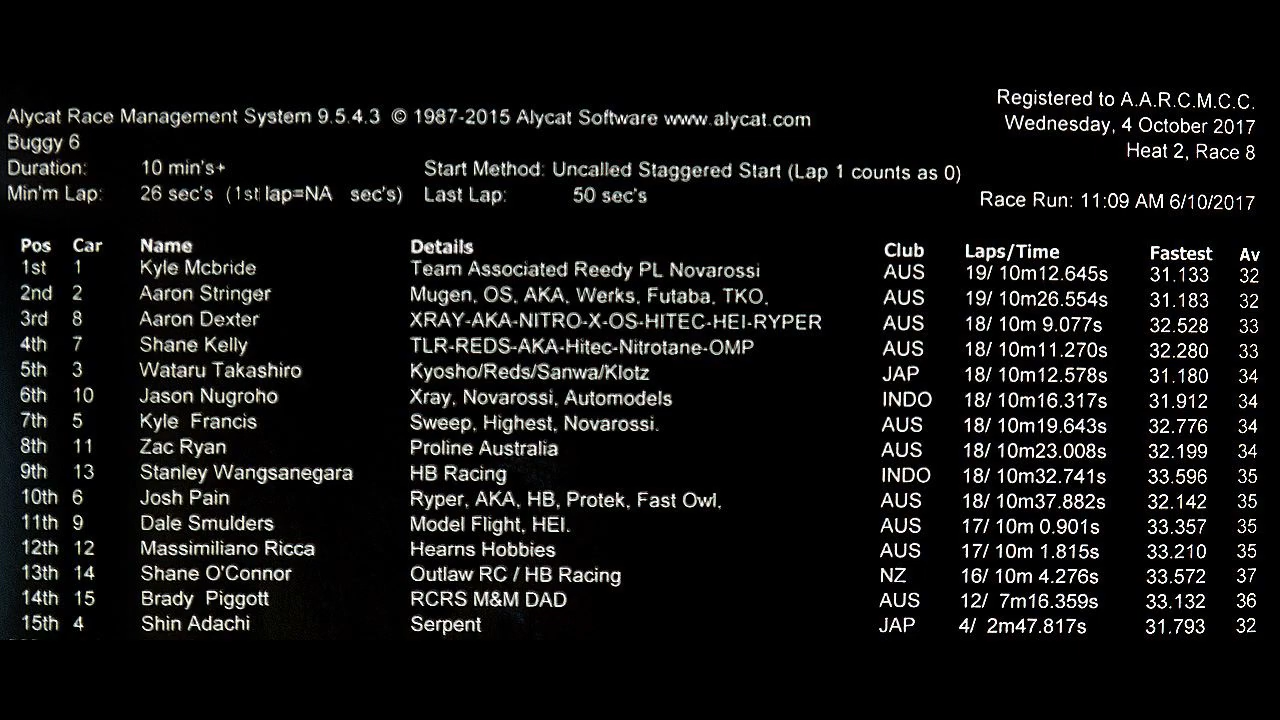 Registered to A.A.R.C.M.C.C.
Alycat Race Management System 9.5.4.3 © 1987-2015 Alycat Software www.alycat.com
Wednesday, 4 October 2017
Buggy 6
Heat 2, Race 8
Duration: 10 min's+ Start Method: Uncalled Staggered Start (Lap 1 counts as 0)
Min'm Lap: 26 sec's (1st lap=NA sec's) Last Lap: 50 sec's
Race Run: 11:09 AM 6/10/2017
Pos Car Name Details Club Laps/Time Fastest Av
1st 1 Kyle Mcbride Team Associated Reedy PL Novarossi AUS 19/ 10m12.645s 31.133 32
2nd 2 Aaron Stringer Mugen, OS, AKA, Werks, Futaba, TKO, AUS 19/ 10m26.554s 31.183 32
3rd 8 Aaron Dexter XRAY-AKA-NITRO-X-OS-HITEC-HEI-RYPER AUS 18/ 10m 9.077s 32.528 33
4th 7 Shane Kelly TLR-REDS-AKA-Hitec-Nitrotane-OMP AUS 18/ 10m11.270s 32.280 33
5th 3 Wataru Takashiro Kyosho/Reds/Sanwa/Klotz JAP 18/ 10m12.578s 31.180 34
6th 10 Jason Nugroho Xray, Novarossi, Automodels INDO 18/ 10m16.317s 31.912 34
7th 5 Kyle Francis Sweep, Highest, Novarossi. AUS 18/ 10m19.643s 32.776 34
8th 11 Zac Ryan Proline Australia AUS 18/ 10m23.008s 32.199 34
9th 13 Stanley Wangsanegara HB Racing INDO 18/ 10m32.741s 33.596 35
10th 6 Josh Pain Ryper, AKA, HB, Protek, Fast Owl, AUS 18/ 10m37.882s 32.142 35
11th 9 Dale Smulders Model Flight, HEI. AUS 17/ 10m 0.901s 33.357 35
12th 12 Massimiliano Ricca Hearns Hobbies AUS 17/ 10m 1.815s 33.210 35
13th 14 Shane O'Connor Outlaw RC / HB Racing NZ 16/ 10m 4.276s 33.572 37
14th 15 Brady Piggott RCRS M&M DAD AUS 12/ 7m16.359s 33.132 36
15th 4 Shin Adachi Serpent JAP 4/ 2m47.817s 31.793 32